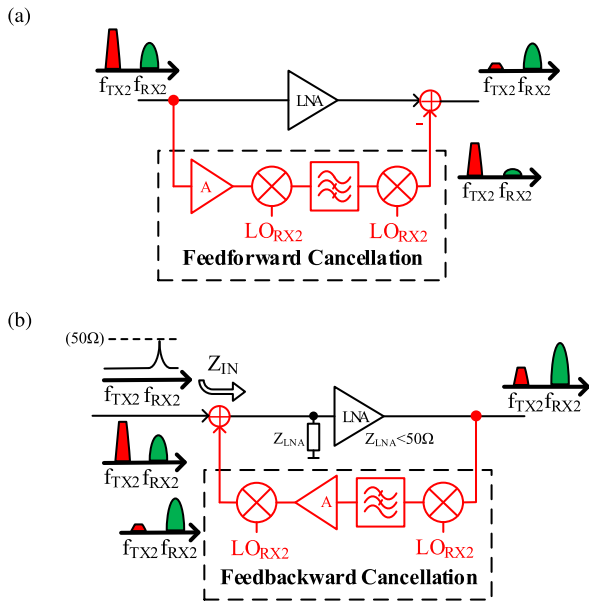 (a)
fTX2 fRX2
fTX2 fRX2
LNA
-
fTX2 fRX2
A
LORX2
LORX2
Feedforward Cancellation
(b)
(50Ω)
ZIN
fTX2 fRX2
fTX2 fRX2
LNA
ZLNA
ZLNA<50Ω
fTX2 fRX2
fTX2 fRX2
A
LORX2
LORX2
Feedbackward Cancellation